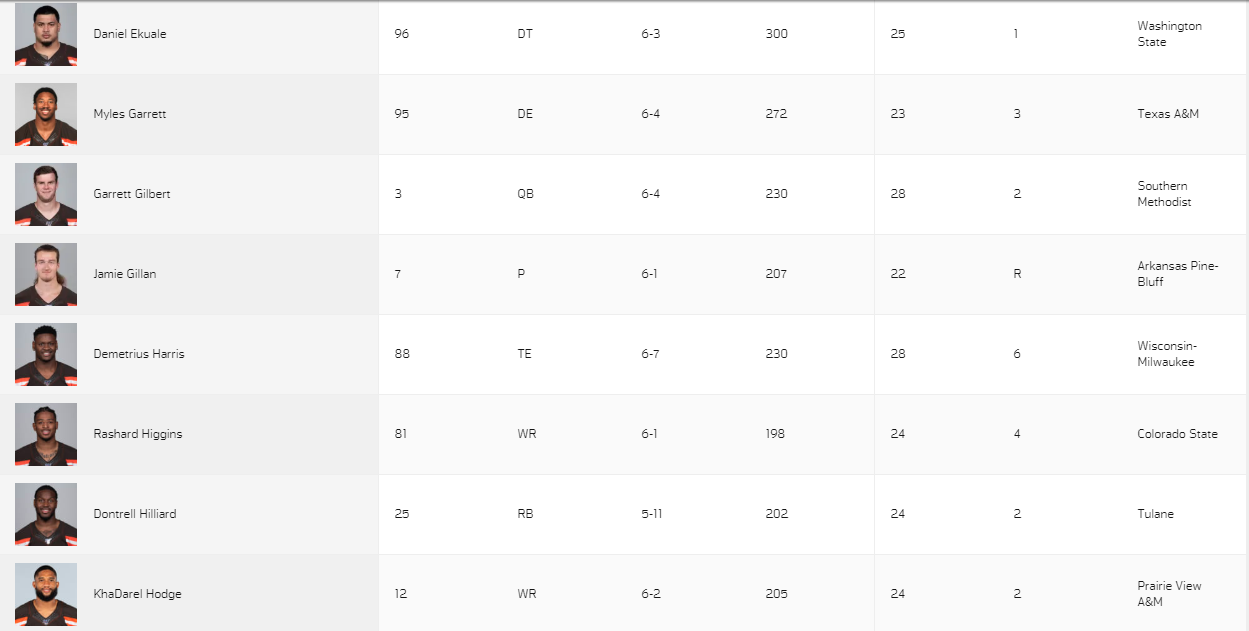 Daniel Ekuale 96 DT 6-3 300 25 1 Washington
State
Myles Garrett 95 DE 6-4 272 23 3 Texas A&M
Garrett Gilbert 3 QB 6-4 230 28 2 Southern
Methodist
Jamie Gillan 7 P 6-1 207 22 R Arkansas Pine-
Bluff
Demetrius Harris 88 TE 6-7 230 28 6 Wisconsin-
Milwaukee
Rashard Higgins 81 WR 6-1 198 24 4 Colorado State
Dontrell Hilliard 25 RB 5-11 202 24 2 Tulane
KhaDarel Hodge 12 WR 6-2 205 24 2 Prairie View
A&M